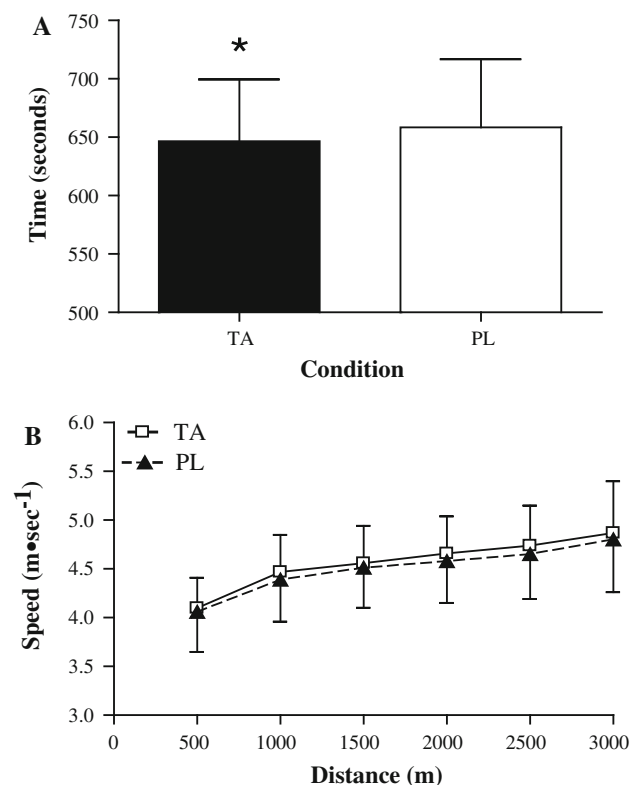 A
*
750
700
650
600
550
500
Time (seconds)
TA
PL
Condition
B
TA
PL
6.0
5.5
5.0
4.5
4.0
3.5
3.0
Speed (m•sec-1)
0
500
1000
1500
2000
2500
3000
Distance (m)